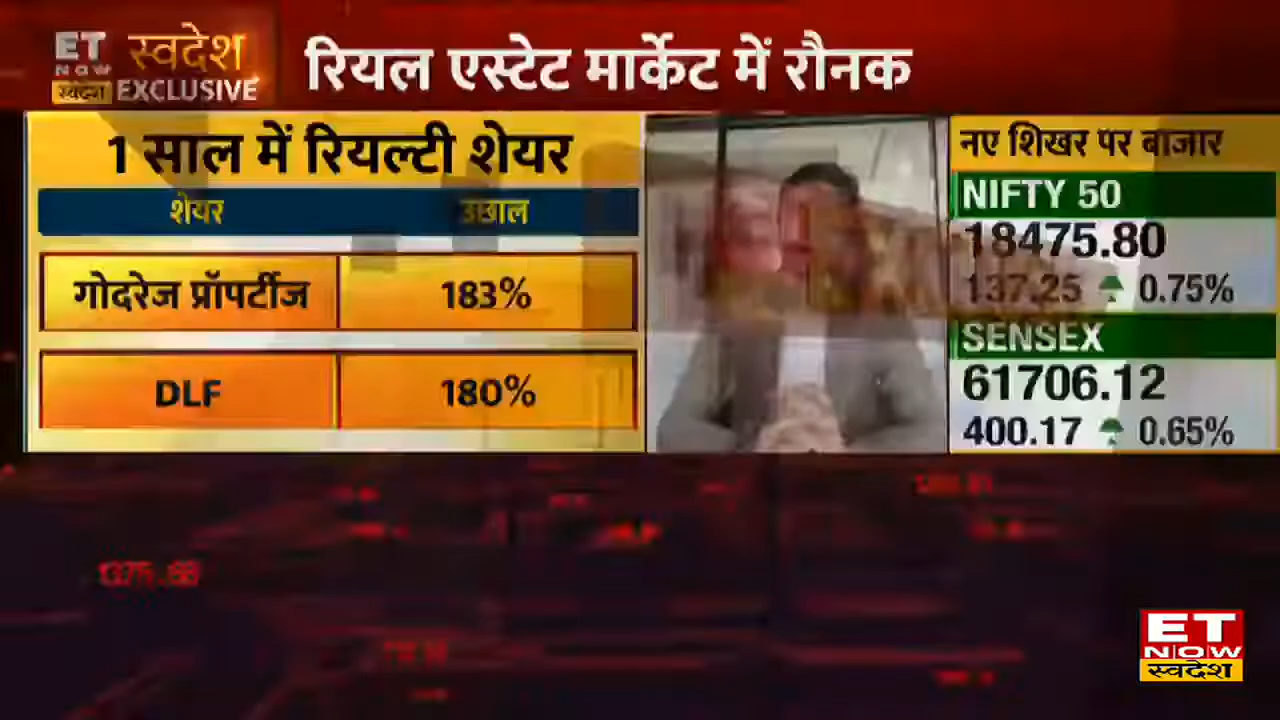 ET NOW स्वदेश
स्वदेश EXCLUSIVE
रियल एस्टेट मार्केट में रौनक
1 साल में रियल्टी शेयर
शेयर उछाल
गोदरेज प्रॉपर्टीज 183%
DLF 180%
नए शिखर पर बाजार
NIFTY 50
18475.80
137.25 0.75%
SENSEX
61706.12
400.17 0.65%
ET
NOW
स्वदेश